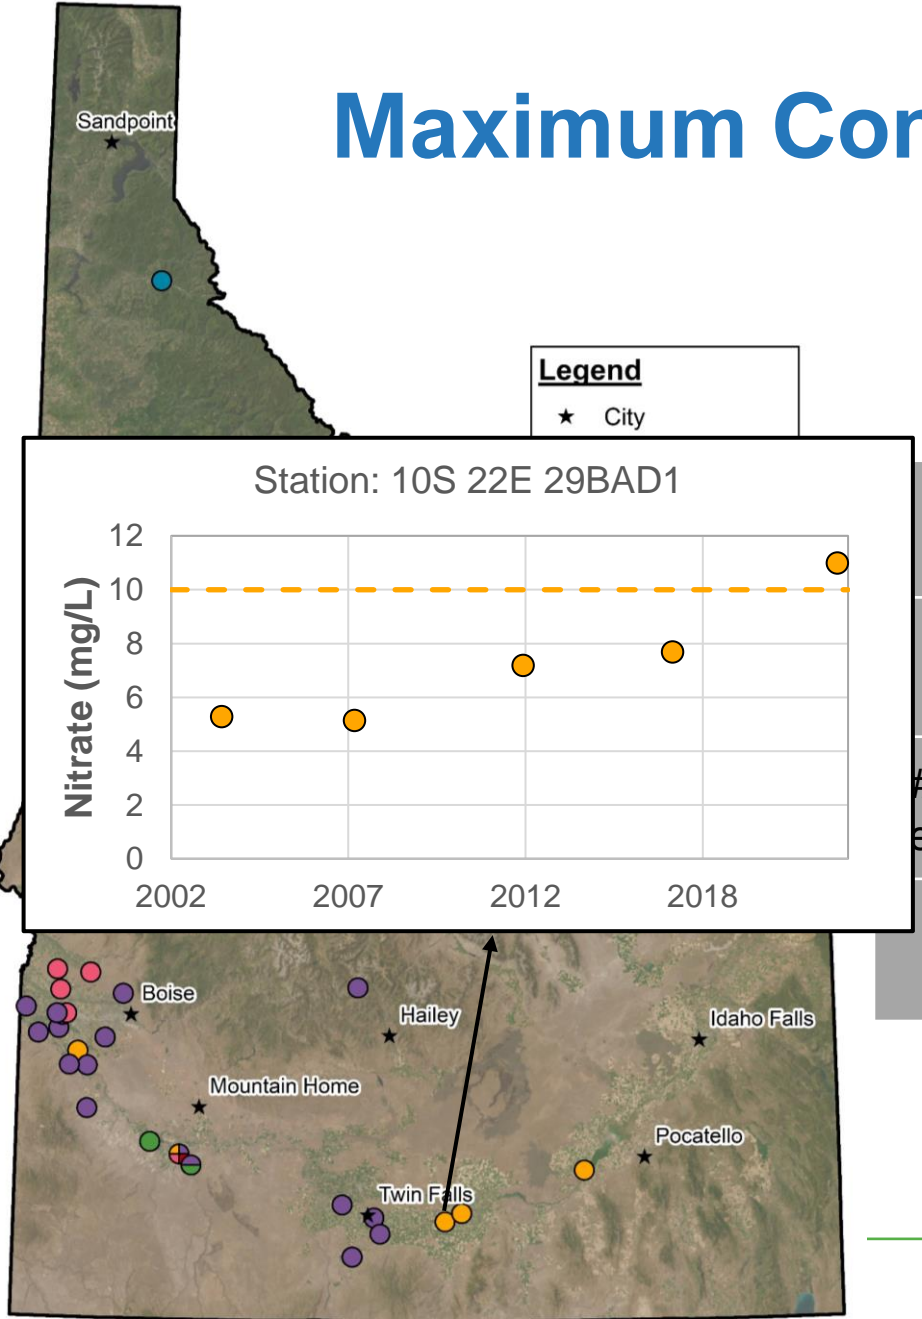 Maximum Con
Sandpoint
Legend
City
Station: 10S 22E 29BAD1
Nitrate (mg/L)
12
10
8
6
4
2
0
2002 2007 2012 2018
#
Boise
Hailey
Idaho Falls
Mountain Home
Pocatello
Twin Falls